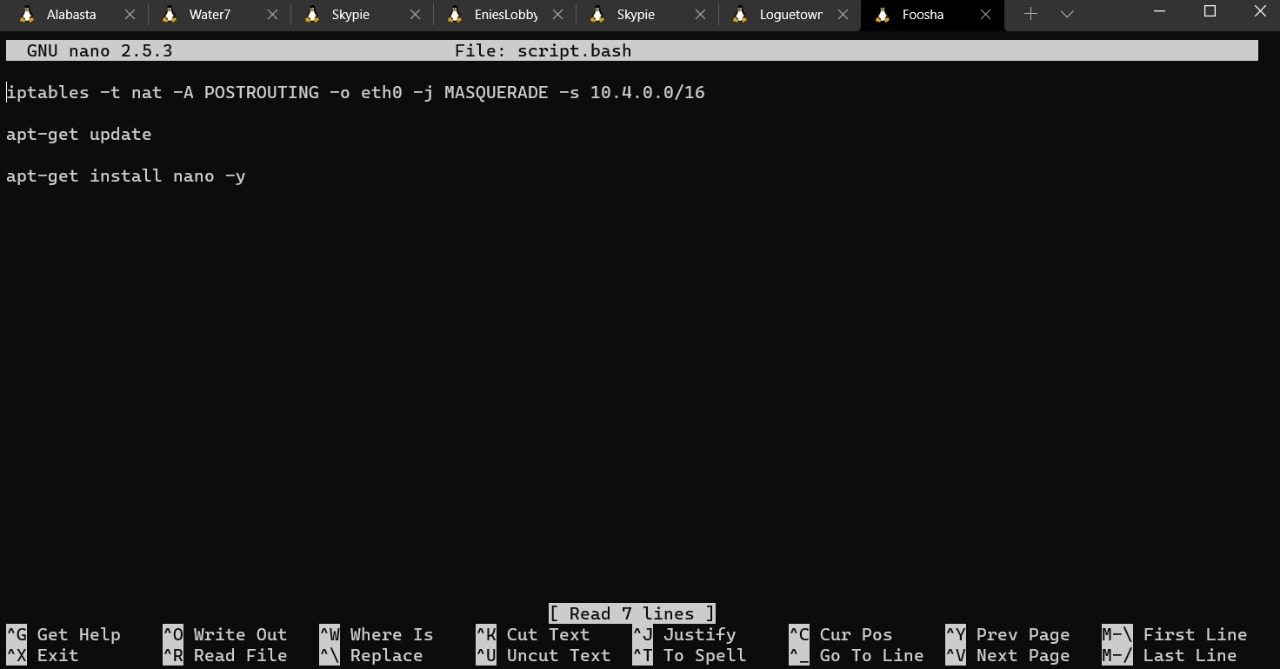 Alabasta Water7 Skypie EniesLobby Skypie Loguetown Foosha
GNU nano 2.5.3 File: script.bash
iptables -t nat -A POSTROUTING -o eth0 -j MASQUERADE -s 10.4.0.0/16
apt-get update
apt-get install nano -y
[ Read 7 lines ]
^G Get Help ^O Write Out ^W Where Is ^K Cut Text ^J Justify ^C Cur Pos ^Y Prev Page M-\ First Line
^X Exit ^R Read File ^\ Replace ^U Uncut Text ^T To Spell ^_ Go To Line ^V Next Page M-/ Last Line